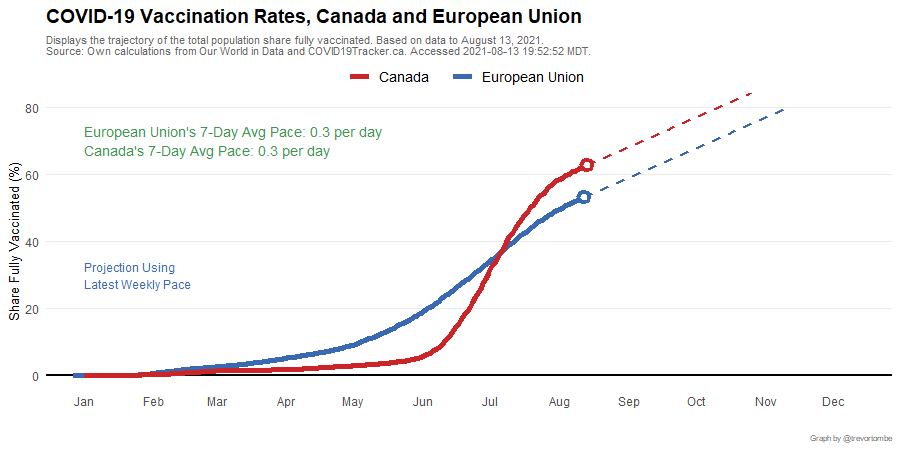 COVID-19 Vaccination Rates, Canada and European Union
Displays the trajectory of the total population share fully vaccinated. Based on data to August 13, 2021.
Source: Own calculations from Our World in Data and COVID19Tracker.ca. Accessed 2021-08-13 19:52:52 MDT.
Canada
European Union
80
60
40
20
0
Share Fully Vaccinated (%)
European Union's 7-Day Avg Pace: 0.3 per day
Canada's 7-Day Avg Pace: 0.3 per day
Projection Using
Latest Weekly Pace
Jan Feb Mar Apr May Jun Jul Aug Sep Oct Nov Dec
Graph by @trevortombe